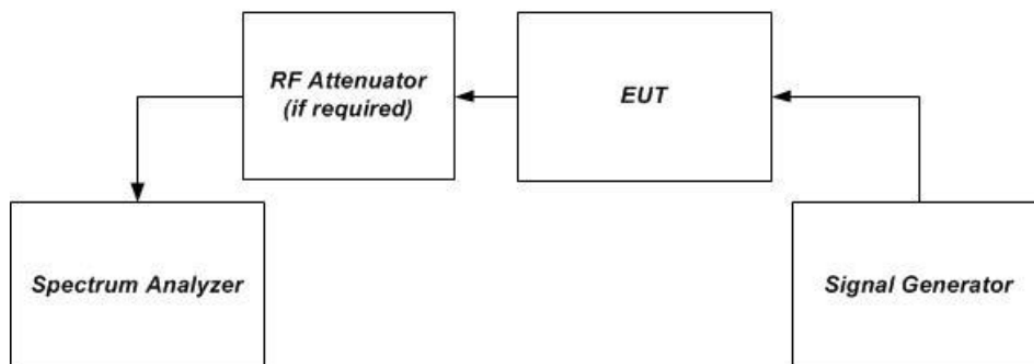 RF Attenuator
(if required)
EUT
Spectrum Analyzer
Signal Generator